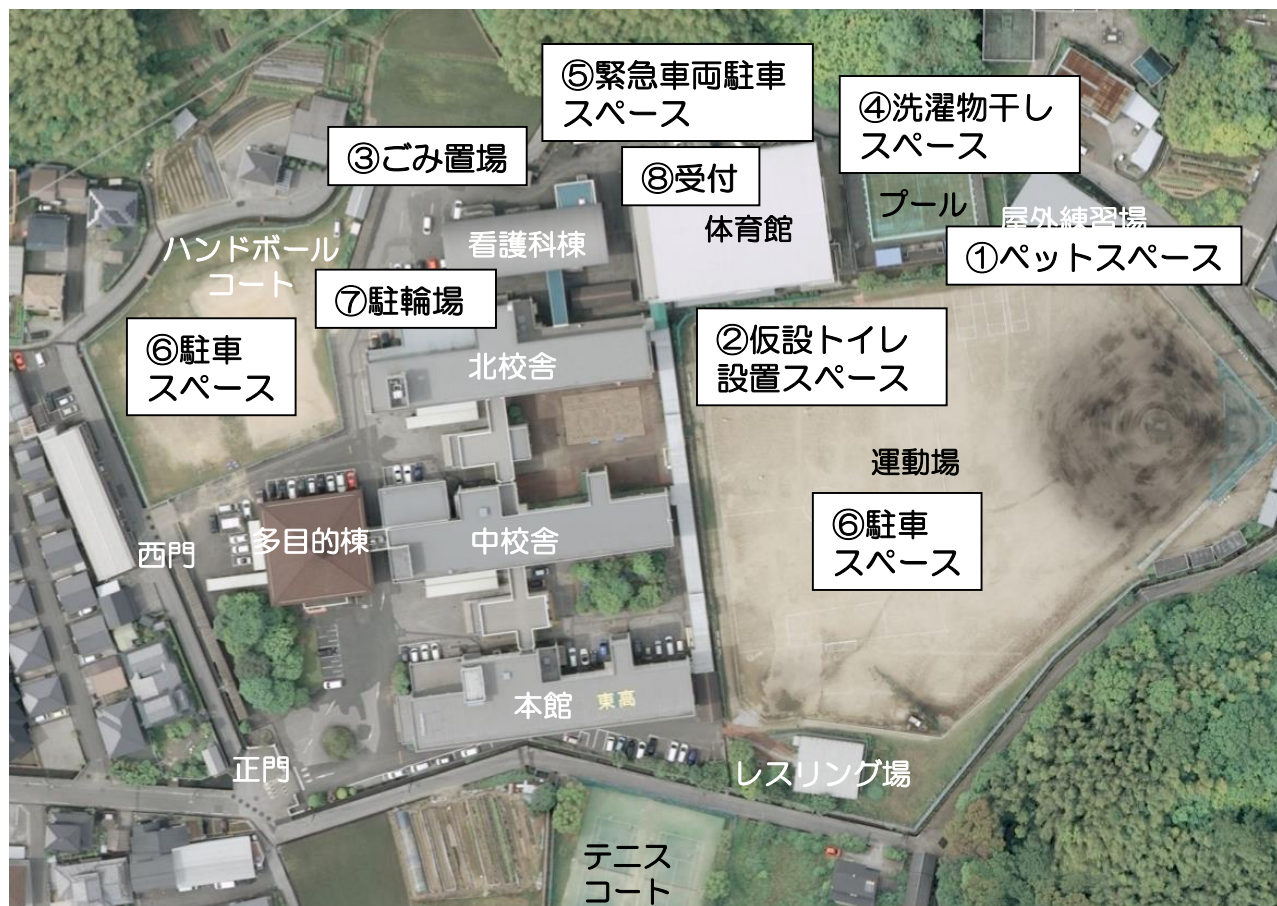 ⑤緊急車両駐車
スペース
④洗濯物干し
スペース
③ごみ置場
⑧受付
プール
体育館
屋外練習場
①ペットスペース
ハンドボール
コート
看護科棟
⑦駐輪場
⑥駐車
スペース
②仮設トイレ
設置スペース
北校舎
運動場
⑥駐車
スペース
西門
多目的棟
中校舎
本館
東高
正門
レスリング場
テニス
コート